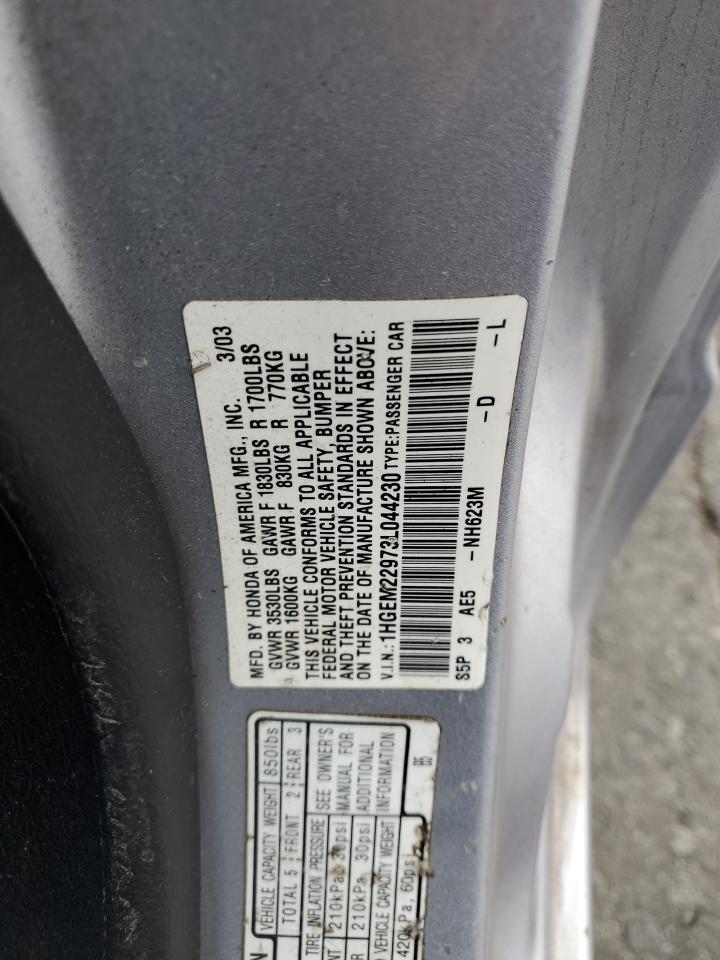 MFD. BY HONDA OF AMERICA MFG., INC. 3/03
GVWR 3530LBS GAWR F 1830LBS R 1700LBS
GVWR 1600KG GAWR F 830KG R 770KG
THIS VEHICLE CONFORMS TO ALL APPLICABLE
FEDERAL MOTOR VEHICLE SAFETY, BUMPER
AND THEFT PREVENTION STANDARDS IN EFFECT
ON THE DATE OF MANUFACTURE SHOWN ABOVE:
V.I.N.: 1HGEM22973L044230 TYPE:PASSENGER CAR
S5P 3 AE5 -NH623M -D -L
VEHICLE CAPACITY WEIGHT 850lbs
TOTAL 5 FRONT 2 REAR 3
TIRE INFLATION PRESSURE SEE OWNER'S
210kPa, 30psi MANUAL FOR
210kPa, 30psi ADDITIONAL
VEHICLE CAPACITY WEIGHT INFORMATION
420kPa, 60ps